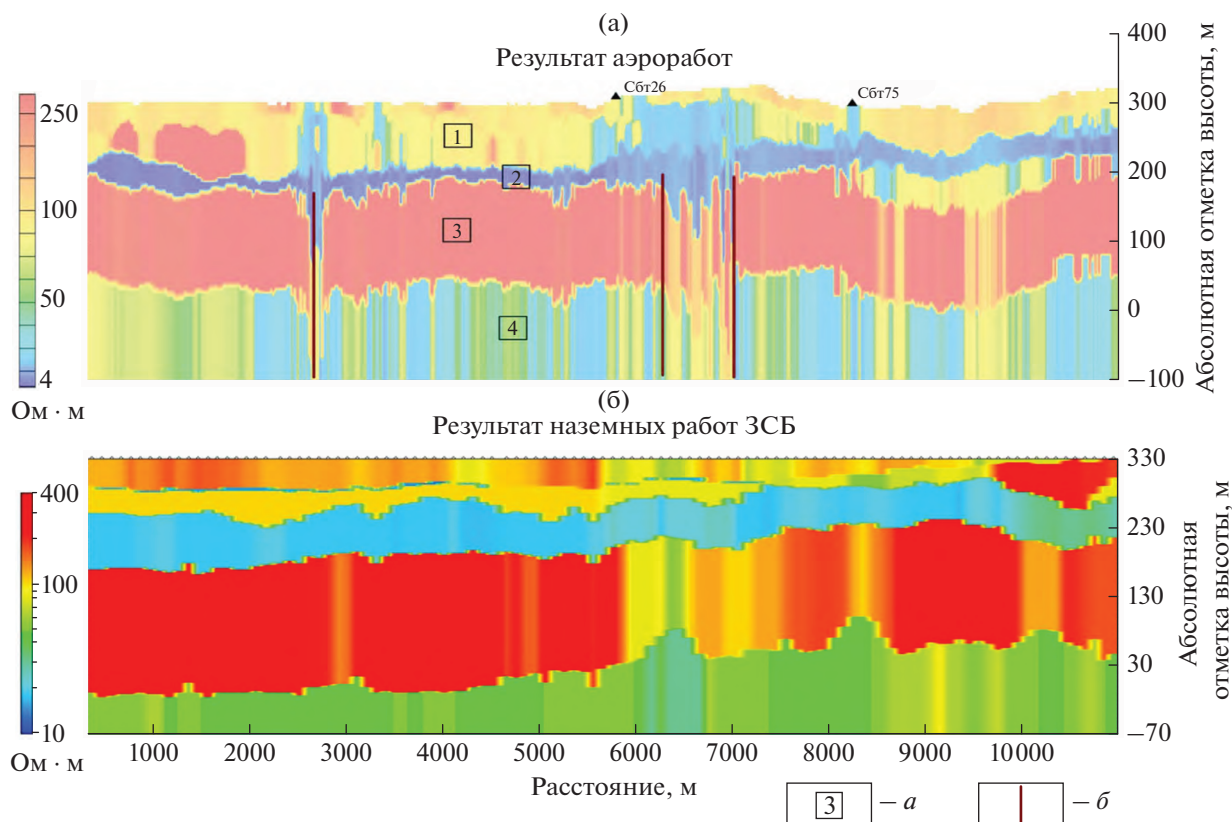 (а)
Результат аэроработ
400
300
200
100
0
−100
Абсолютная отметка высоты, м
250
100
50
4
Ом · м
Сбт26
Сбт75
1
2
3
4
(б)
Результат наземных работ ЗСБ
400
100
10
Ом · м
330
230
130
30
−70
Абсолютная
отметка высоты, м
1000 2000 3000 4000 5000 6000 7000 8000 9000 10000
Расстояние, м
3 – а – б